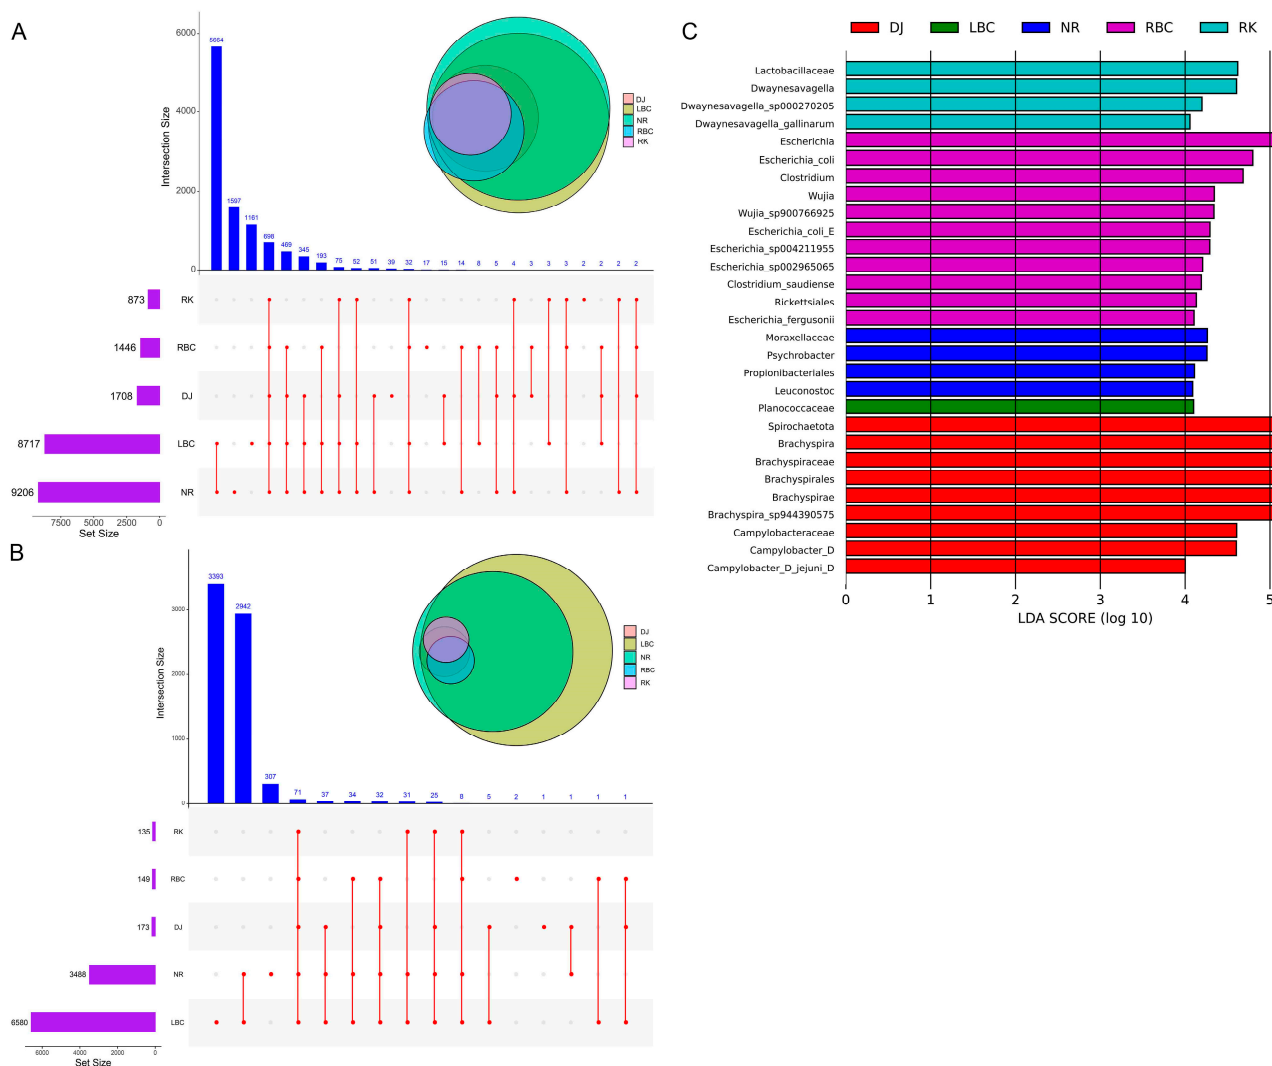 A
6000
4000
2000
0
Intersection Size
5664
1597
1161
698
469
345
193
75
52
51
39
32
17
15
14
8
5
4
3
3
3
2
2
2
2
DJ
LBC
NR
RBC
RK
873
RK
1446
RBC
1708
DJ
8717
LBC
9206
NR
7500 5000 2500 0
Set Size
B
3000
2000
1000
0
Intersection Size
3393
2942
307
71
37
34
32
31
25
8
5
2
1
1
1
1
DJ
LBC
NR
RBC
RK
135
RK
149
RBC
173
DJ
3488
NR
6580
LBC
6000 4000 2000 0
Set Size
C
DJ LBC NR RBC RK
Lactobacillaceae
Dwaynesavagella
Dwaynesavagella_sp000270205
Dwaynesavagella_gallinarum
Escherichia
Escherichia_coli
Clostridium
Wujia
Wujia_sp900766925
Escherichia_coli_E
Escherichia_sp004211955
Escherichia_sp002965065
Clostridium_saudiense
Rickettsiales
Escherichia_fergusonii
Moraxellaceae
Psychrobacter
Propionibacteriales
Leuconostoc
Planococcaceae
Spirochaetota
Brachyspira
Brachyspiraceae
Brachyspirales
Brachyspirae
Brachyspira_sp944390575
Campylobacteraceae
Campylobacter_D
Campylobacter_D_jejuni_D
0 1 2 3 4 5
LDA SCORE (log 10)